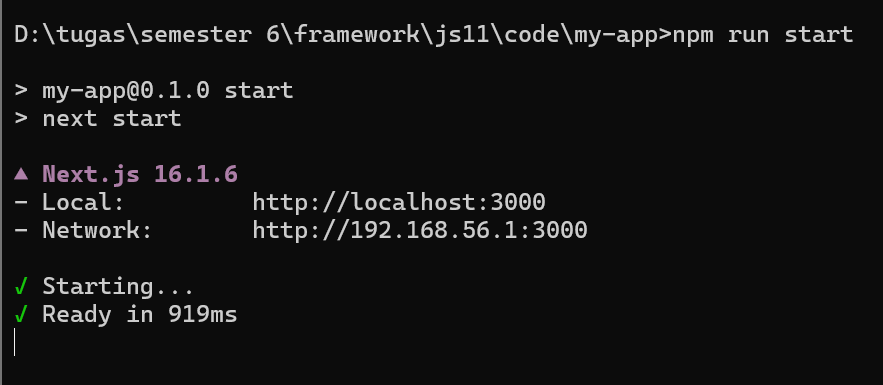 D:\tugas\semester 6\framework\js11\code\my-app>npm run start
> my-app@0.1.0 start
> next start
▲ Next.js 16.1.6
- Local: http://localhost:3000
- Network: http://192.168.56.1:3000
√ Starting...
√ Ready in 919ms